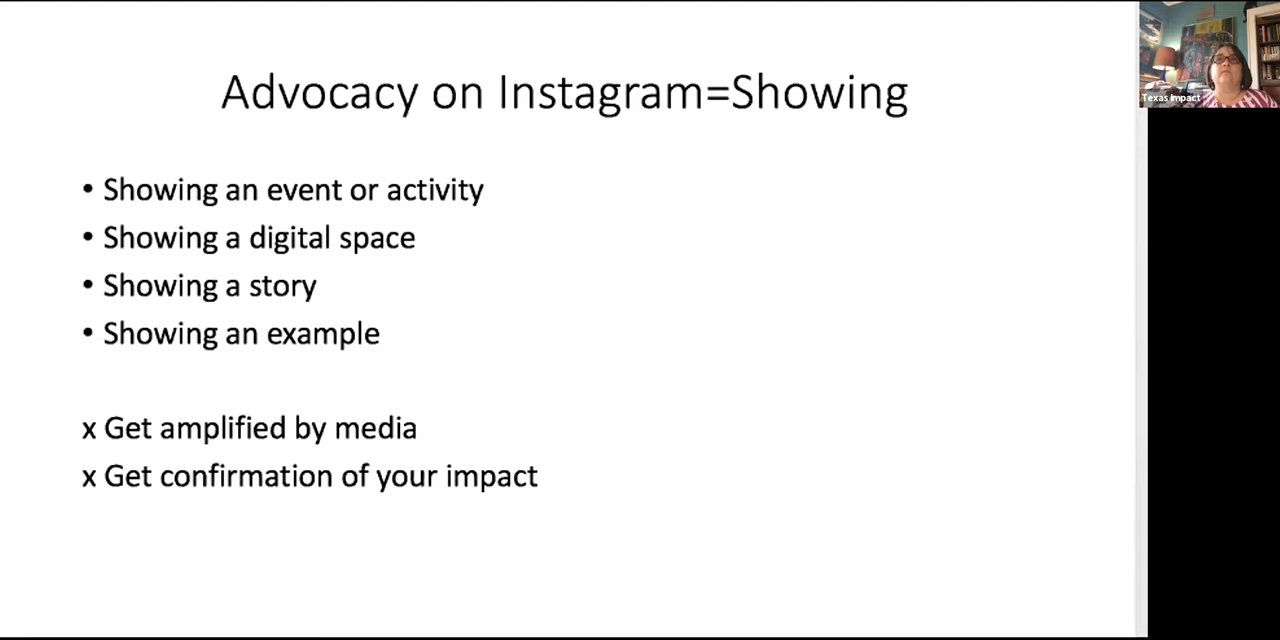 Advocacy on Instagram=Showing
• Showing an event or activity
• Showing a digital space
• Showing a story
• Showing an example
x Get amplified by media
x Get confirmation of your impact
Texas Impact